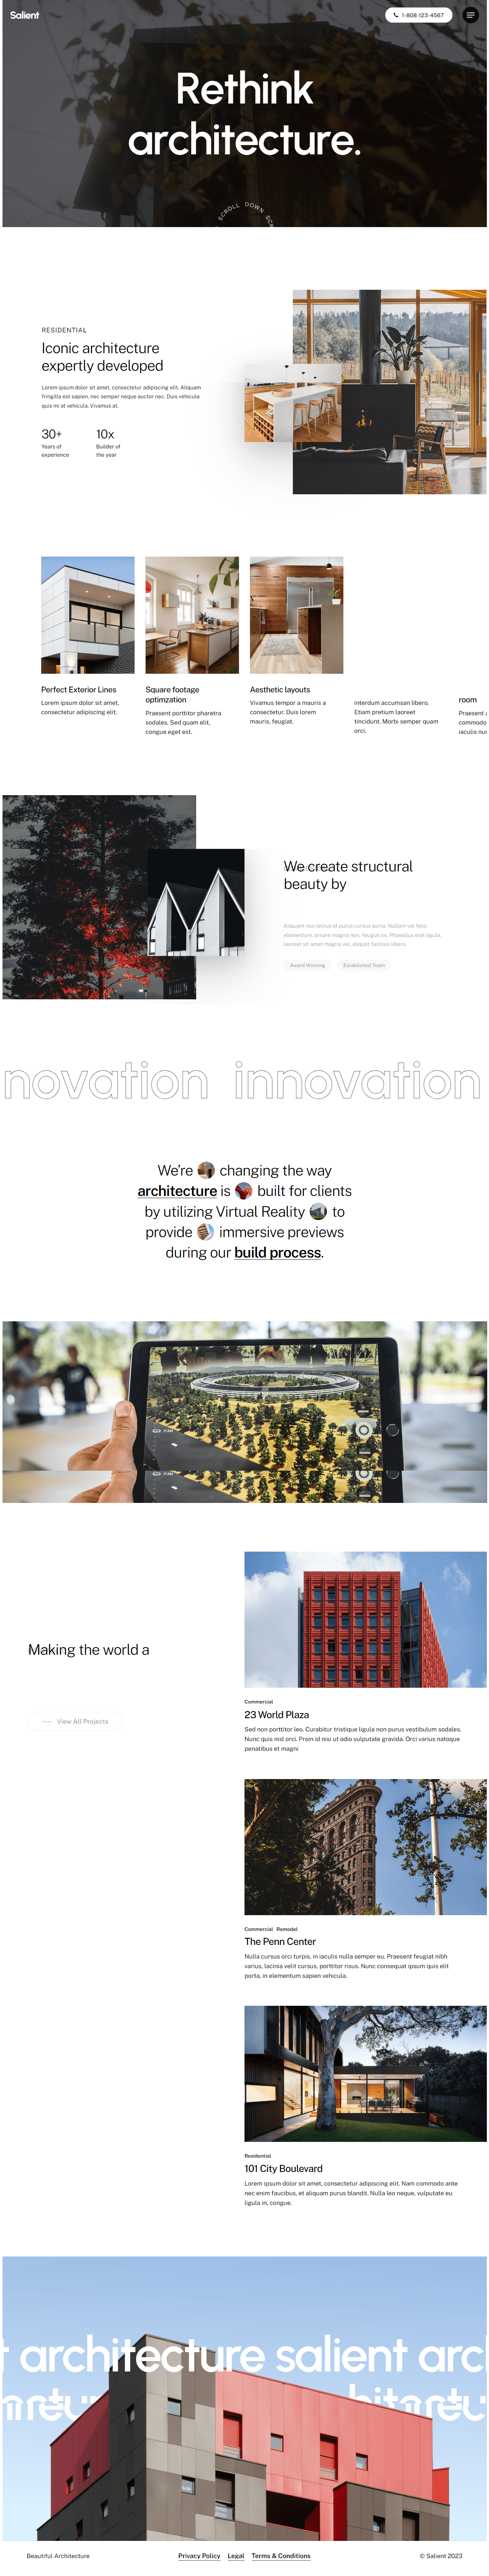 Salient
1-808-123-4567
Rethink
architecture.
SCROLL DOWN SCR
RESIDENTIAL
Iconic architecture
expertly developed
Lorem ipsum dolor sit amet, consectetur adipiscing elit. Aliquam
fringilla est sapien, nec semper neque auctor nec. Duis vehicula
quis mi at vehicula. Vivamus at.
30+
Years of
experience
10x
Builder of
the year
Perfect Exterior Lines
Lorem ipsum dolor sit amet,
consectetur adipiscing elit.
Square footage
optimzation
Praesent porttitor pharetra
sodales. Sed quam elit,
congue eget est.
Aesthetic layouts
Vivamus tempor a mauris a
consectetur. Duis lorem
mauris, feugiat.
interdum accumsan libero.
Etiam pretium laoreet
tincidunt. Morbi semper quam
orci.
room
Praesent
commodo
iaculis
We create structural
beauty by
Aliquam non lectus id purus cursus porta. Nullam vel felis
elementum, ornare magna non, feugiat ex. Phasellus erat ligula,
laoreet sit amet magna vel, aliquet facilisis libero.
Award Winning
Established Team
novation innovation
We're changing the way
architecture is built for clients
by utilizing Virtual Reality to
provide immersive previews
during our build process.
Making the world a
View All Projects
Commercial
23 World Plaza
Sed non porttitor leo. Curabitur tristique ligula non purus vestibulum sodales.
Nunc quis nisl orci. Proin id nisi ut odio vulputate gravida. Orci varius natoque
penatibus et magni
Commercial Remodel
The Penn Center
Nulla cursus orci turpis, in iaculis nulla semper eu. Praesent feugiat nibh
varius, lacinia velit cursus, porttitor risus. Nunc consequat ipsum quis elit
porta, in elementum sapien vehicula.
Residential
101 City Boulevard
Lorem ipsum dolor sit amet, consectetur adipiscing elit. Nam commodo ante
nec enim faucibus, et aliquam purus blandit. Nulla leo neque, vulputate eu
ligula in, congue.
t architecture salient arc
Beautiful Architecture
Privacy Policy Legal Terms & Conditions
© Salient 2023